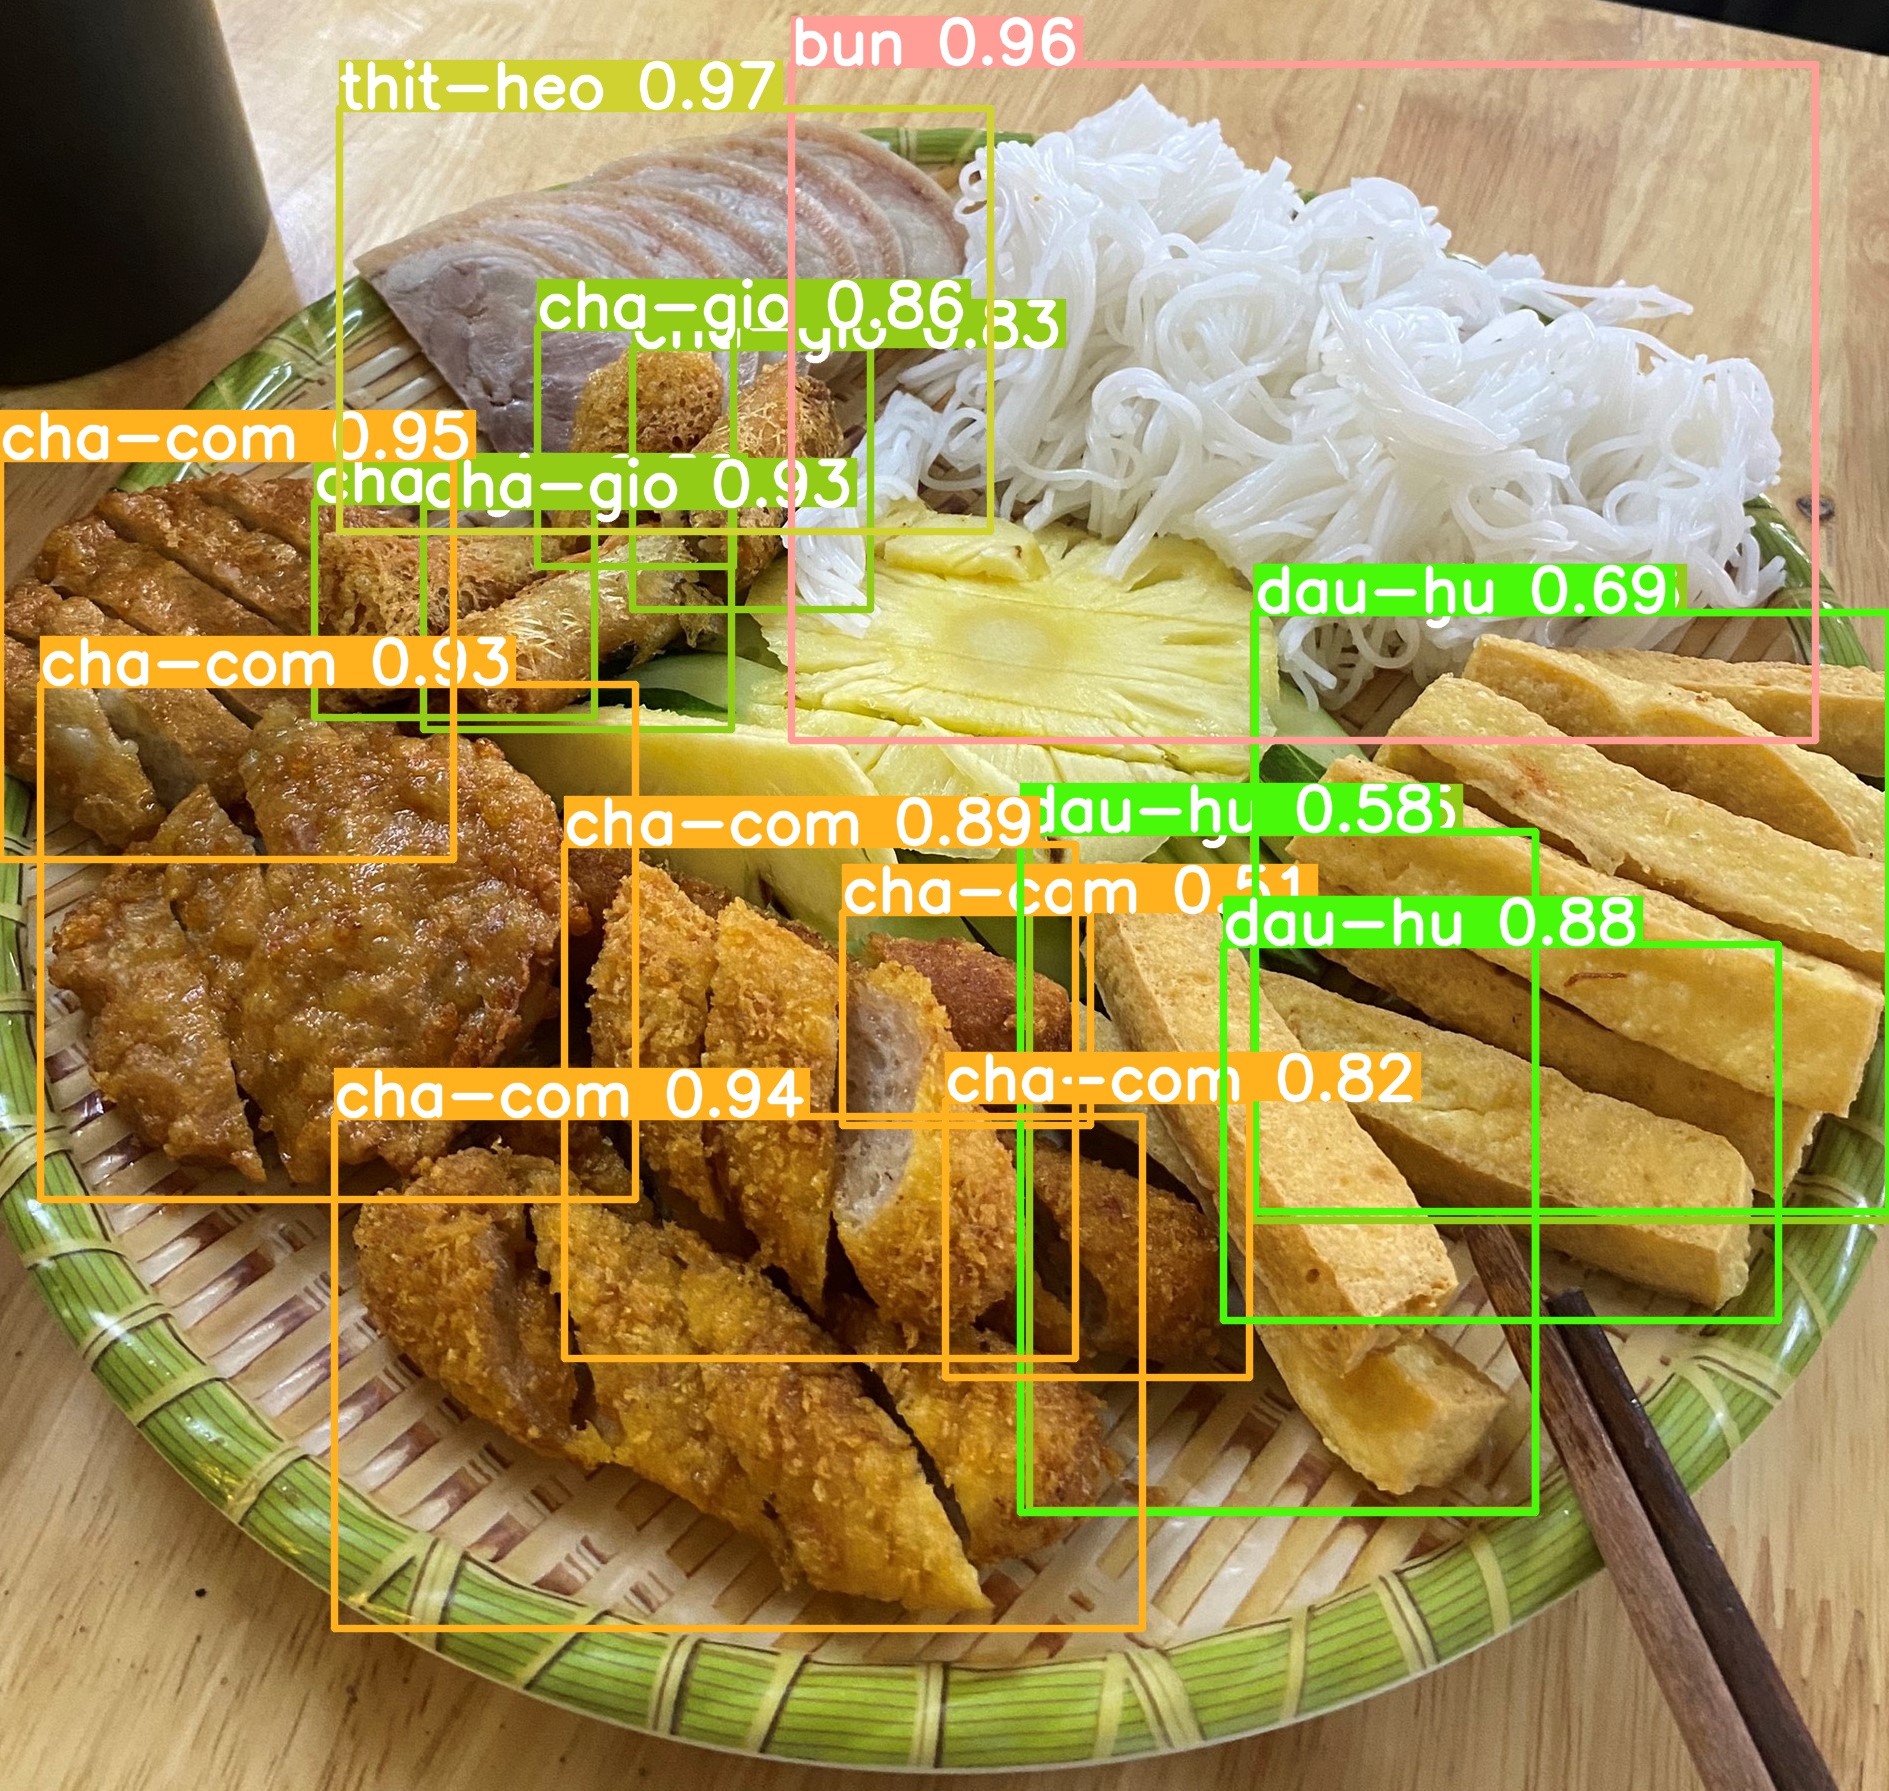 bun 0.96
thit-heo 0.97
cha-gio 0.86
0.83
cha-com 0.95
cha-gio 0.93
dau-hu 0.69
cha-com 0.93
dau-hu 0.58
cha-com 0.89
cha-com 0.51
dau-hu 0.88
cha-com 0.82
cha-com 0.94